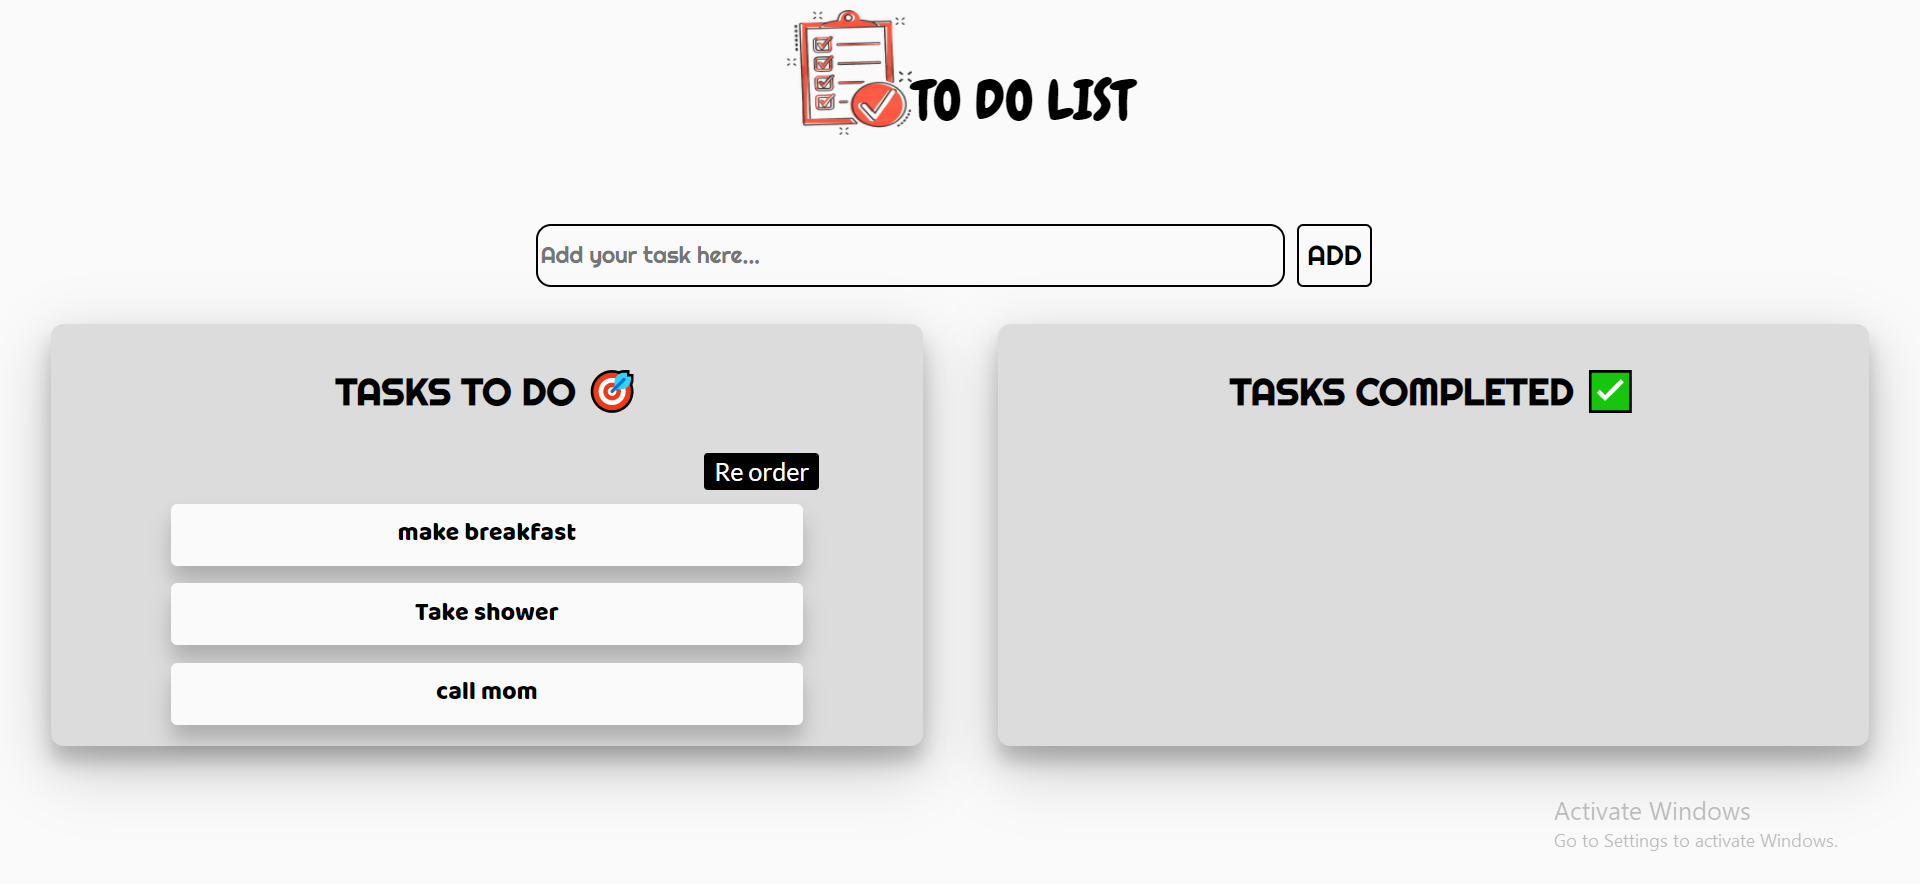 TO DO LIST
Add your task here...
ADD
TASKS TO DO
Re order
make breakfast
Take shower
call mom
TASKS COMPLETED
Activate Windows
Go to Settings to activate Windows.